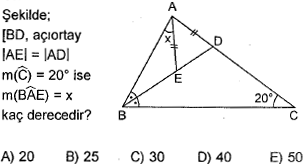 Şekilde;
[BD, açıortay
|AE| = |AD|
m(Ĉ) = 20° ise
m(BÂE) = x
kaç derecedir?
A
x
D
E
20°
B
C
A) 20 B) 25 C) 30 D) 40 E) 50